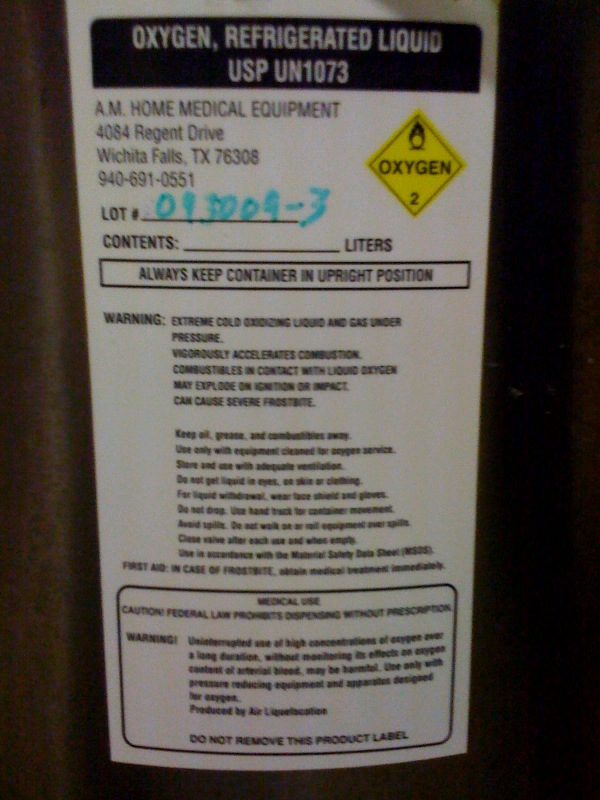 OXYGEN, REFRIGERATED LIQUID
USP UN1073
A.M. HOME MEDICAL EQUIPMENT
4084 Regent Drive
Wichita Falls, TX 76308
940-691-0551
OXYGEN
2
LOT # 093009-3
CONTENTS: LITERS
ALWAYS KEEP CONTAINER IN UPRIGHT POSITION
WARNING: EXTREME COLD OXIDIZING LIQUID AND GAS UNDER
PRESSURE.
VIGOROUSLY ACCELERATES COMBUSTION.
COMBUSTIBLES IN CONTACT WITH LIQUID OXYGEN
MAY EXPLODE ON IGNITION OR IMPACT.
CAN CAUSE SEVERE FROSTBITE.
Keep oil, grease, and combustibles away.
Use only with equipment cleaned for oxygen service.
Store and use with adequate ventilation.
Do not get liquid in eyes, on skin or clothing.
For liquid withdrawal, wear face shield and gloves.
Do not drop. Use hand truck for container movement.
Avoid spills. Do not walk on or roll equipment over spills.
Close valve after each use and when empty.
Use in accordance with the Material Safety Data Sheet (MSDS).
FIRST AID: IN CASE OF FROSTBITE, obtain medical treatment immediately.
MEDICAL USE
CAUTION! FEDERAL LAW PROHIBITS DISPENSING WITHOUT PRESCRIPTION
WARNING! Uninterrupted use of high concentrations of oxygen over
a long duration, without monitoring its effects on oxygen
content of arterial blood, may be harmful. Use only with
pressure reducing equipment and apparatus designed
for oxygen.
Produced by Air Liquefacation
DO NOT REMOVE THIS PRODUCT LABEL